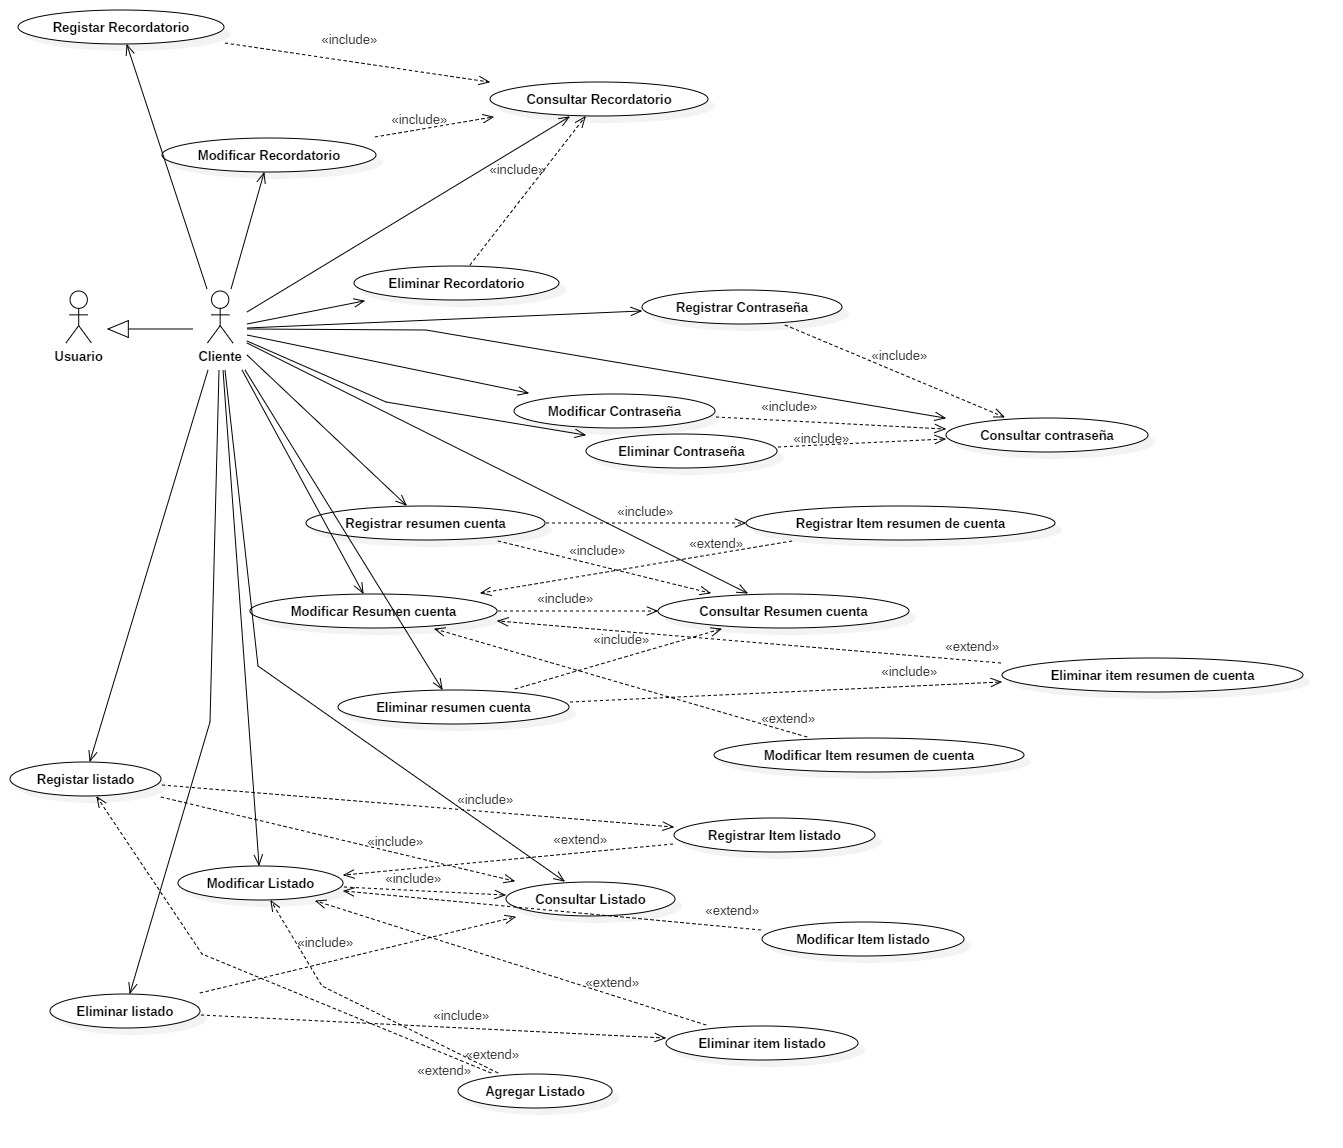 Registar Recordatorio
«include»
Consultar Recordatorio
«include»
Modificar Recordatorio
«include»
Eliminar Recordatorio
Registrar Contraseña
Usuario
Cliente
«include»
Modificar Contraseña
«include»
Consultar contraseña
«include»
Eliminar Contraseña
«include»
Registrar resumen cuenta
Registrar Item resumen de cuenta
«extend»
«include»
«include»
Modificar Resumen cuenta
Consultar Resumen cuenta
«include»
«extend»
«include»
Eliminar item resumen de cuenta
Eliminar resumen cuenta
«extend»
Modificar Item resumen de cuenta
Registar listado
«include»
Registrar Item listado
«include»
«extend»
«include»
Modificar Listado
Consultar Listado
«extend»
Modificar Item listado
«include»
«extend»
Eliminar listado
«include»
Eliminar item listado
«extend»
«extend»
Agregar Listado